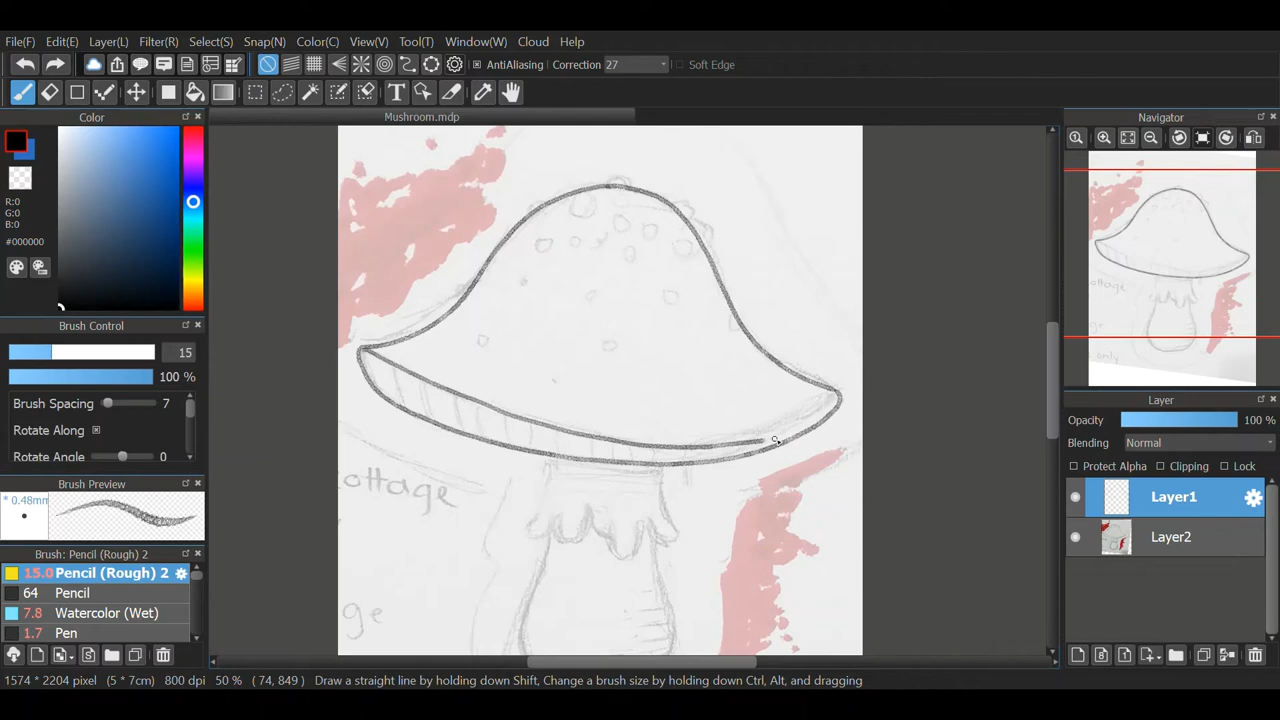 File(F) Edit(E) Layer(L) Filter(R) Select(S) Snap(N) Color(C) View(V) Tool(T) Window(W) Cloud Help
AntiAliasing Correction 27 Soft Edge
T
Color
Mushroom.mdp
Navigator
R:0
G:0
B:0
#000000
Brush Control
15
100 %
Brush Spacing 7
Rotate Along
Rotate Angle 0
Brush Preview
* 0.48mm
Brush: Pencil (Rough) 2
15.0 Pencil (Rough) 2
64 Pencil
7.8 Watercolor (Wet)
1.7 Pen
ottage
ge
ottage
only
Layer
Opacity 100 %
Blending Normal
Protect Alpha Clipping Lock
Layer1
Layer2
1574 * 2204 pixel (5 * 7cm) 800 dpi 50 % ( 74, 849 ) Draw a straight line by holding down Shift, Change a brush size by holding down Ctrl, Alt, and dragging